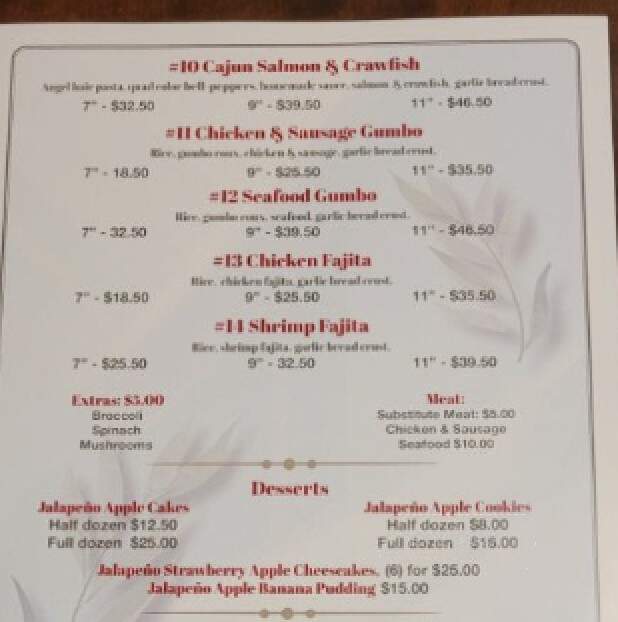 #10 Cajun Salmon & Crawfish
Angel hair pasta, quad color bell peppers, homemade sauce, salmon & crawfish, garlic bread crust.
7" - $32.50 9" - $39.50 11" - $46.50
#11 Chicken & Sausage Gumbo
Rice, gumbo roux, chicken & sausage, garlic bread crust.
7" - 18.50 9" - $25.50 11" - $35.50
#12 Seafood Gumbo
Rice, gumbo roux, seafood, garlic bread crust.
7" - 32.50 9" - $39.50 11" - $46.50
#13 Chicken Fajita
Rice, chicken fajita, garlic bread crust.
7" - $18.50 9" - $25.50 11" - $35.50
#14 Shrimp Fajita
Rice, shrimp fajita, garlic bread crust.
7" - $25.50 9" - 32.50 11" - $39.50
Extras: $5.00
Broccoli
Spinach
Mushrooms
Meat:
Substitute Meat: $5.00
Chicken & Sausage
Seafood $10.00
Desserts
Jalapeño Apple Cakes
Half dozen $12.50
Full dozen $25.00
Jalapeño Apple Cookies
Half dozen $8.00
Full dozen $16.00
Jalapeño Strawberry Apple Cheesecakes, (6) for $25.00
Jalapeño Apple Banana Pudding $15.00